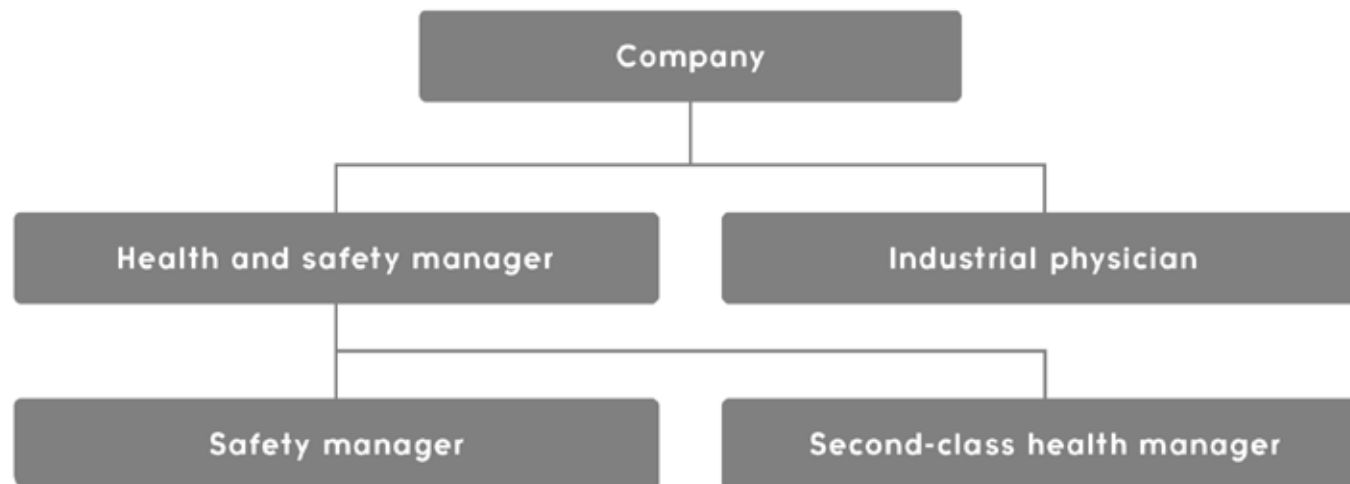 Company
Health and safety manager
Industrial physician
Safety manager
Second-class health manager